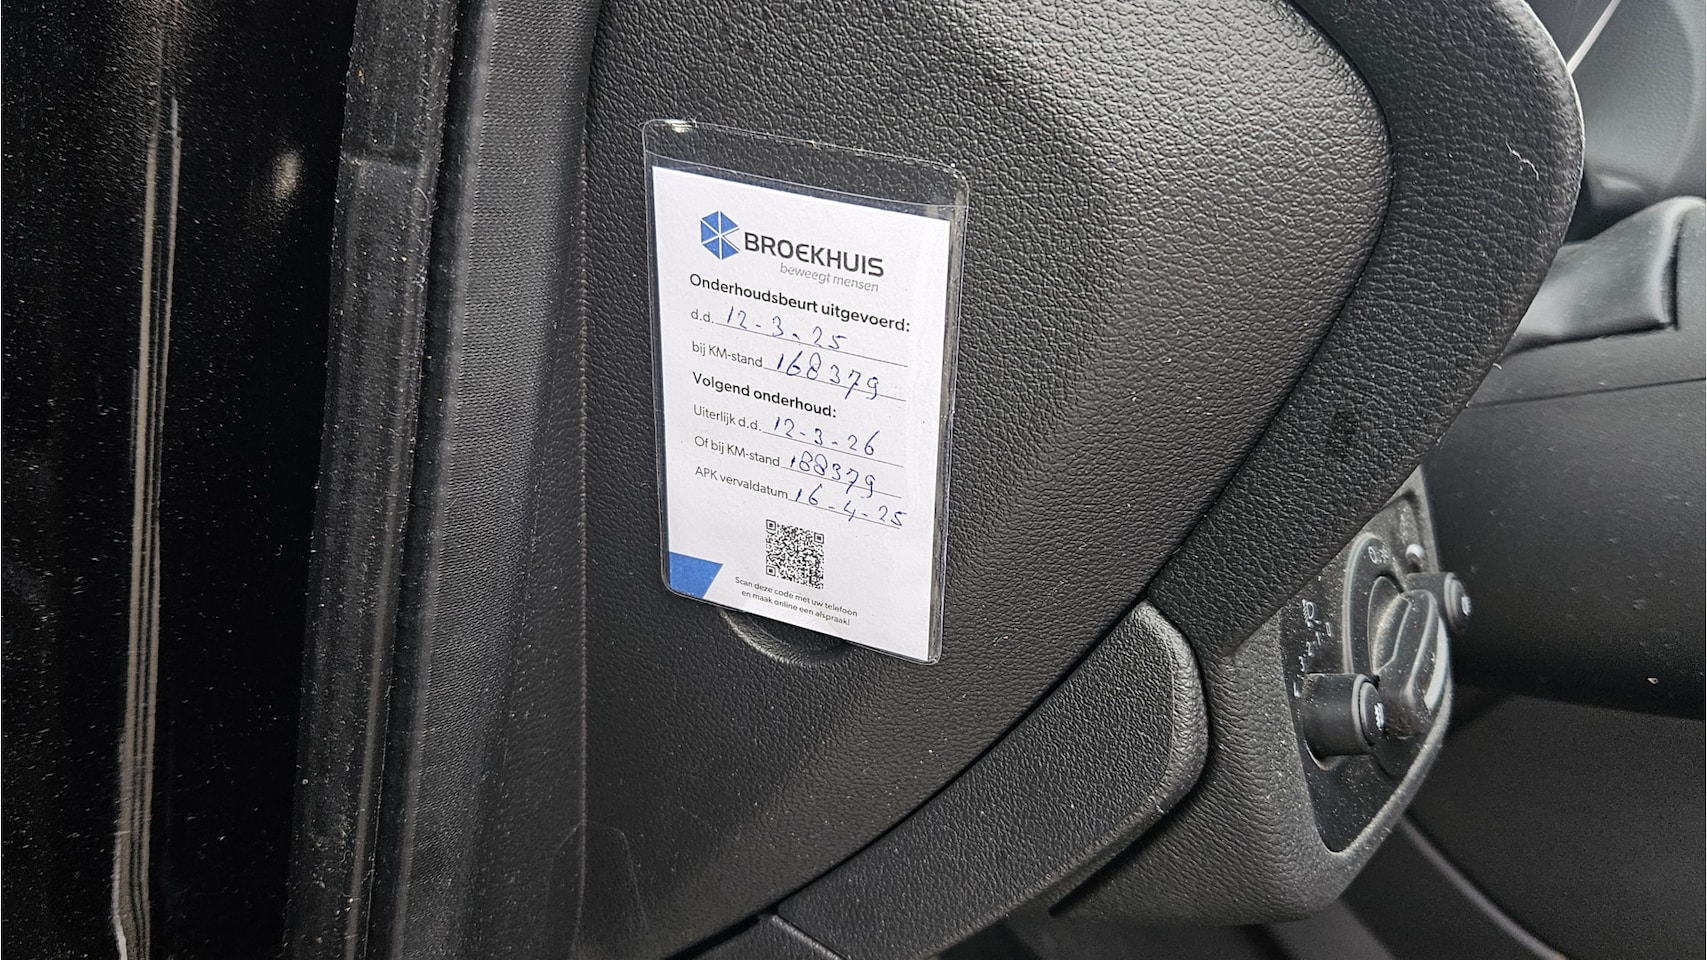 BROEKHUIS
beweegt mensen
Onderhoudsbeurt uitgevoerd:
d.d. 12-3-25
bij KM-stand 168379
Volgend onderhoud:
Uiterlijk d.d. 12-3-26
Of bij KM-stand 188379
APK vervaldatum 16-4-25
Scan deze code met uw telefoon
en maak online een afspraak!